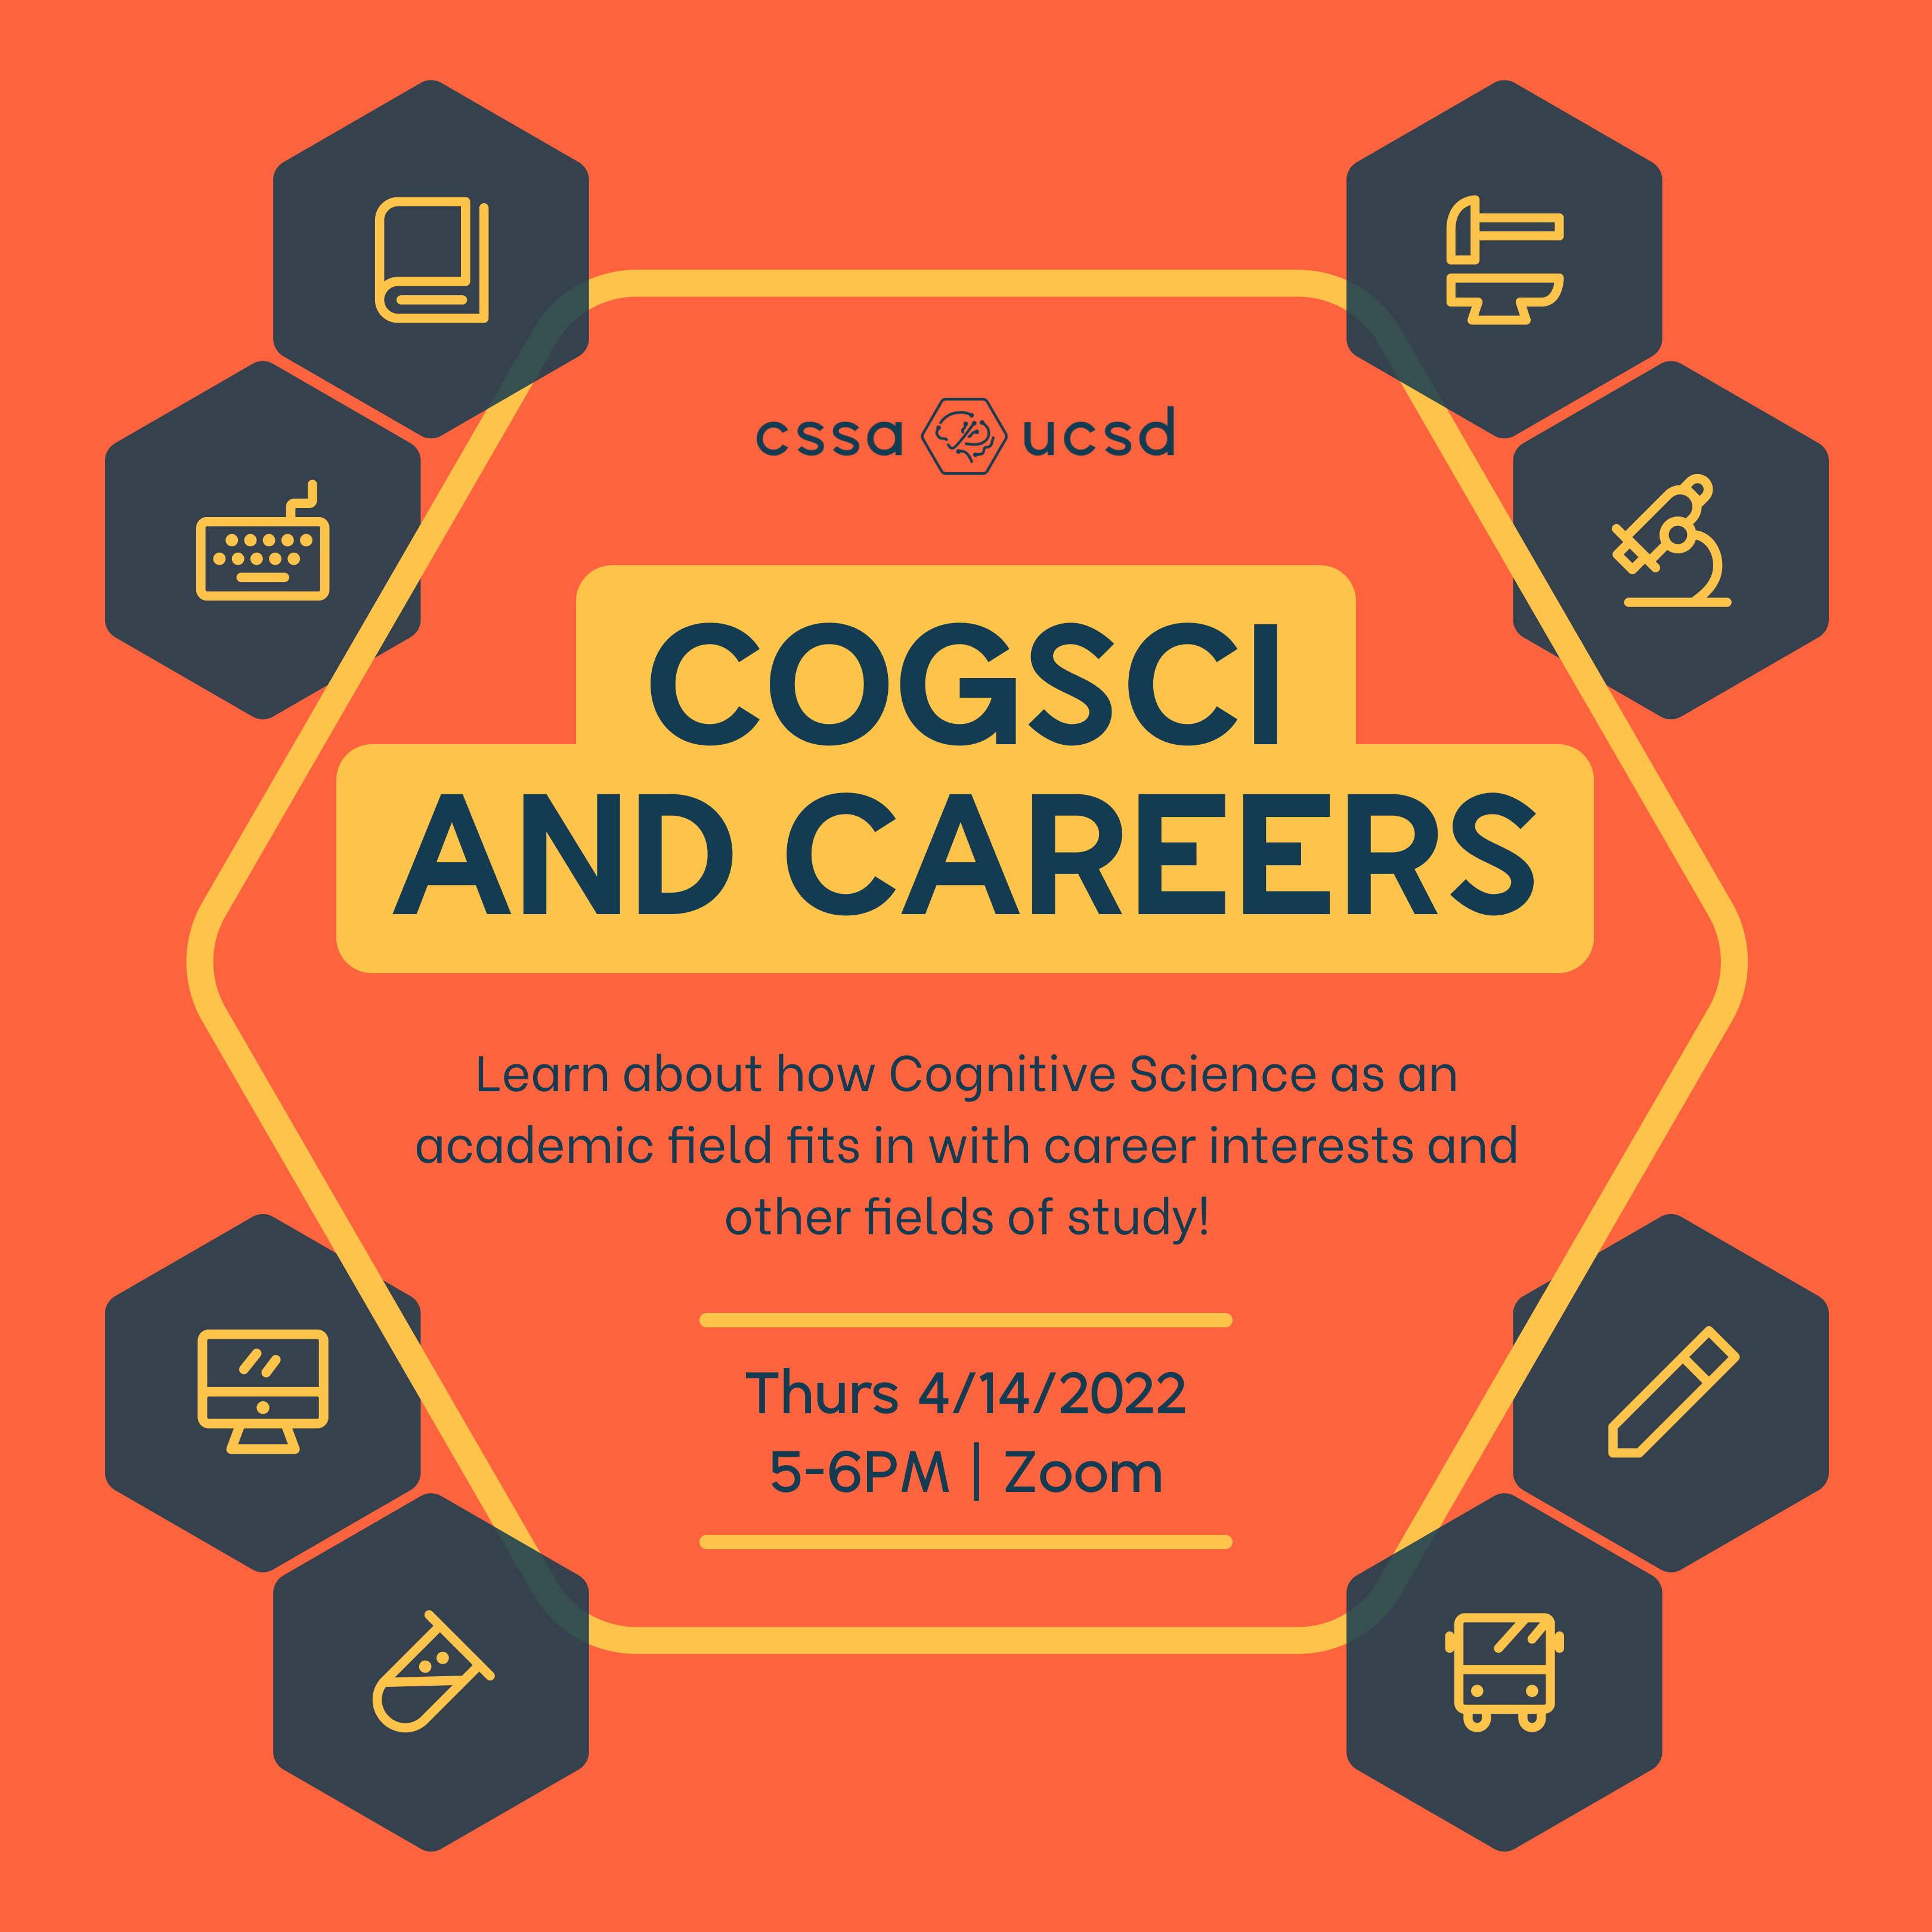 cssa ucsd
COGSCI
AND CAREERS
Learn about how Cognitive Science as an
academic field fits in with career interests and
other fields of study!
Thurs 4/14/2022
5-6PM | Zoom